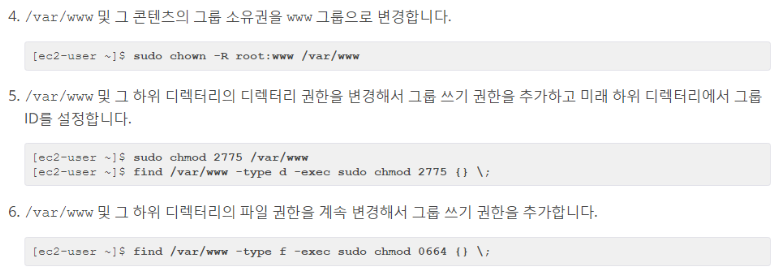 4. /var/www 및 그 콘텐츠의 그룹 소유권을 www 그룹으로 변경합니다.
[ec2-user ~]$ sudo chown -R root:www /var/www
5. /var/www 및 그 하위 디렉터리의 디렉터리 권한을 변경해서 그룹 쓰기 권한을 추가하고 미래 하위 디렉터리에서 그룹
ID를 설정합니다.
[ec2-user ~]$ sudo chmod 2775 /var/www
[ec2-user ~]$ find /var/www -type d -exec sudo chmod 2775 {} \;
6. /var/www 및 그 하위 디렉터리의 파일 권한을 계속 변경해서 그룹 쓰기 권한을 추가합니다.
[ec2-user ~]$ find /var/www -type f -exec sudo chmod 0664 {} \;